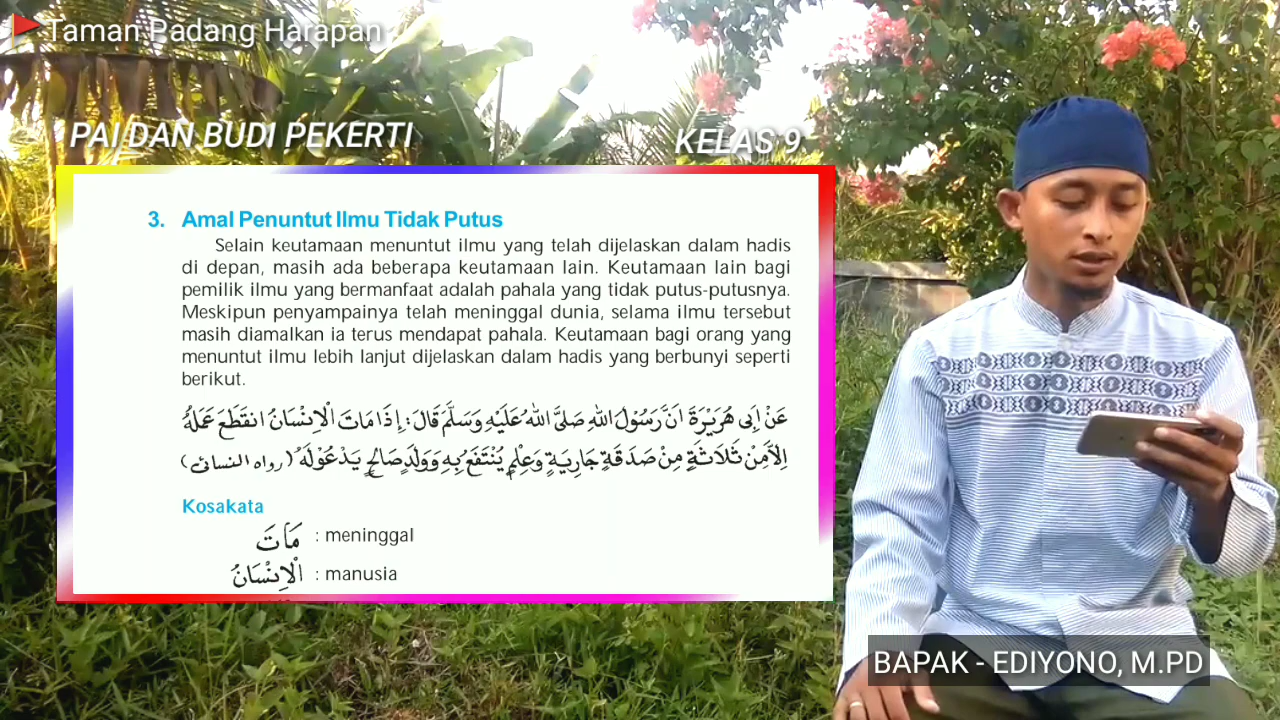 Taman Padang Harapan
PAI DAN BUDI PEKERTI
KELAS 9
3. Amal Penuntut Ilmu Tidak Putus
Selain keutamaan menuntut ilmu yang telah dijelaskan dalam hadis
di depan, masih ada beberapa keutamaan lain. Keutamaan lain bagi
pemilik ilmu yang bermanfaat adalah pahala yang tidak putus-putusnya.
Meskipun penyampainya telah meninggal dunia, selama ilmu tersebut
masih diamalkan ia terus mendapat pahala. Keutamaan bagi orang yang
menuntut ilmu lebih lanjut dijelaskan dalam hadis yang berbunyi seperti
berikut.
عَنْ اَبِى هُرَيْرَةَ اَنَّ رَسُوْلَ اللهِ صَلَّى اللهُ عَلَيْهِ وَسَلَّمَ قَالَ: إِذَا مَاتَ الْاِنْسَانُ انْقَطَعَ عَمَلُهُ
اِلَّا مِنْ ثَلَاثَةٍ مِنْ صَدَقَةٍ جَارِيَةٍ وَعِلْمٍ يُنْتَفَعُ بِهِ وَوَلَدٍ صَالِحٍ يَدْعُوْلَهُ (رواه النسائى)
Kosakata
مَاتَ : meninggal
الْاِنْسَانُ : manusia
BAPAK - EDIYONO, M.PD